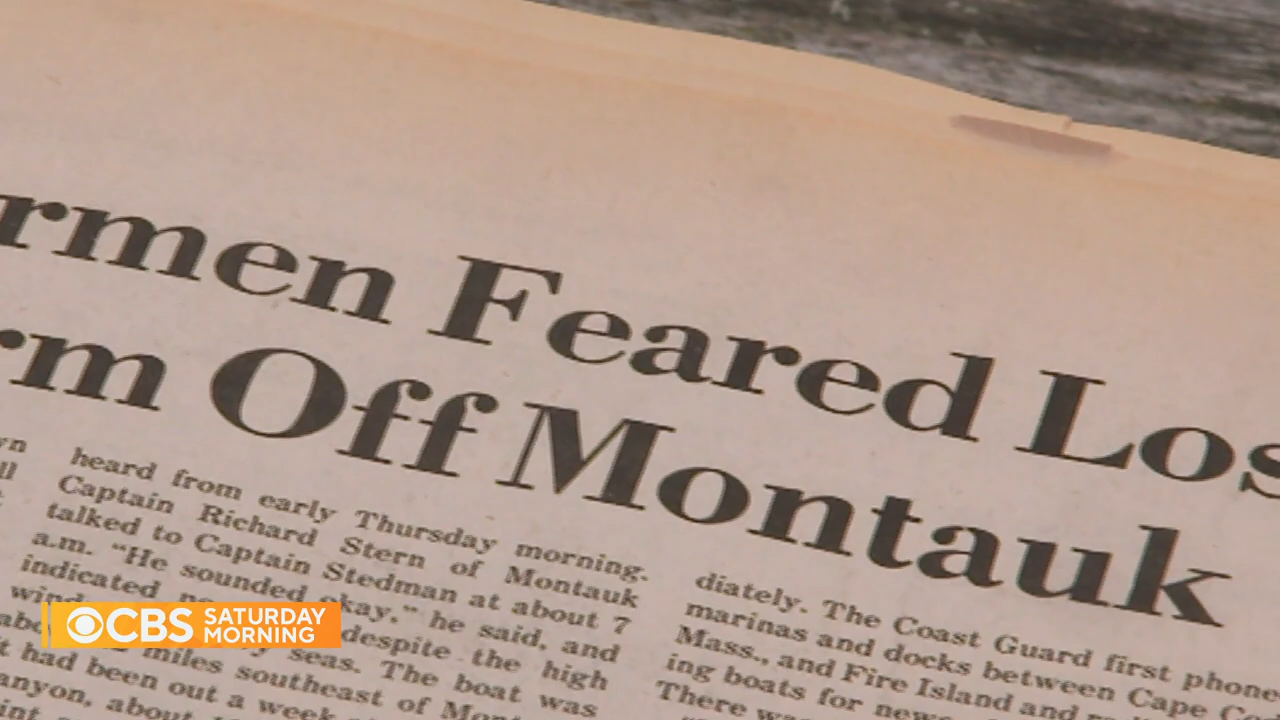 rmen Feared Los
rm Off Montauk
heard from early Thursday morning.
Captain Richard Stern of Montauk
talked to Captain Stedman at about 7
a.m. "He sounded okay," he said, and
indicated
despite the high
seas. The boat was
miles southeast of Mont
had been out a week
anyon, about
diately. The Coast Guard first phone
marinas and docks between Cape Co
Mass., and Fire Island and
ing boats for news
There wa
CBS SATURDAY
MORNING